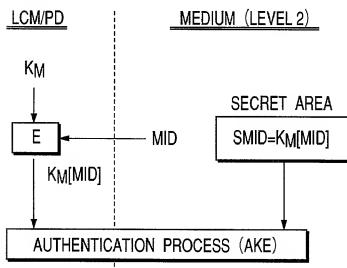 LCM/PD MEDIUM (LEVEL 2)
KM
SECRET AREA
E MID SMID=KM[MID]
KM[MID]
AUTHENTICATION PROCESS (AKE)